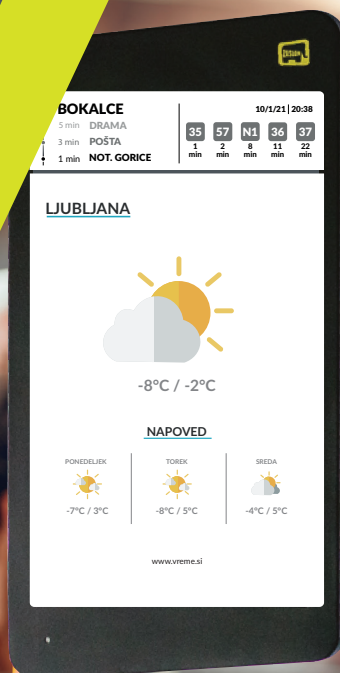 BOKALCE
5 min DRAMA
3 min POŠTA
1 min NOT. GORICE
10/1/21 | 20:38
35 57 N1 36 37
1 min 2 min 8 min 11 min 22 min
LJUBLJANA
-8°C / -2°C
NAPOVED
PONEDELJEK TOREK SREDA
-7°C / 3°C -8°C / 5°C -4°C / 5°C
www.vreme.si